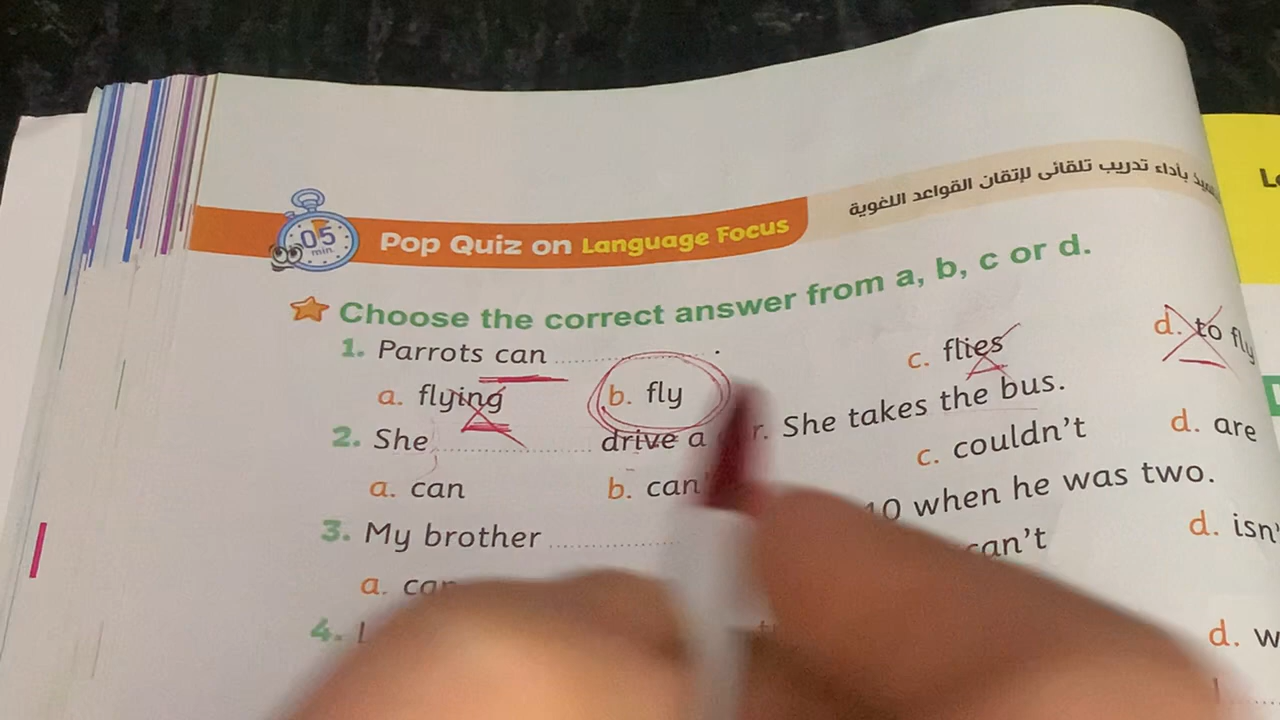 05
min.
Pop Quiz on Language Focus
بأداء تدريب تلقائى لإتقان القواعد اللغوية
Choose the correct answer from a, b, c or d.
1. Parrots can .................... .
a. flying b. fly c. flies d. to fly
2. She .................... drive a She takes the bus.
a. can b. can c. couldn't d. are
3. My brother .................... 10 when he was two.
a. can't d. isn'
4.
d. w